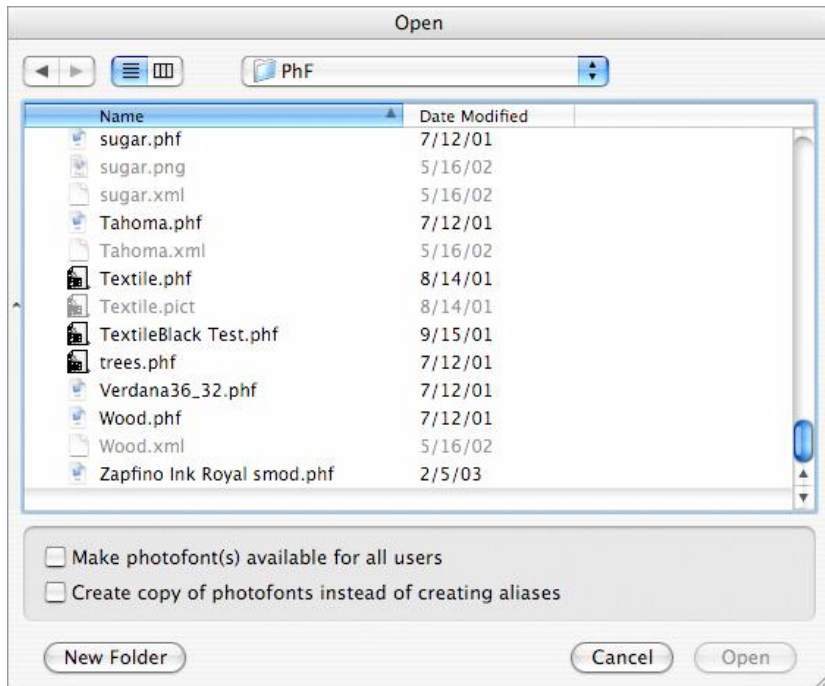 Open
PhF
Name Date Modified
sugar.phf 7/12/01
sugar.png 5/16/02
sugar.xml 5/16/02
Tahoma.phf 7/12/01
Tahoma.xml 5/16/02
Textile.phf 8/14/01
Textile.pict 8/14/01
TextileBlack Test.phf 9/15/01
trees.phf 7/12/01
Verdana36_32.phf 7/12/01
Wood.phf 7/12/01
Wood.xml 5/16/02
Zapfino Ink Royal smod.phf 2/5/03
Make photofont(s) available for all users
Create copy of photofonts instead of creating aliases
New Folder Cancel Open